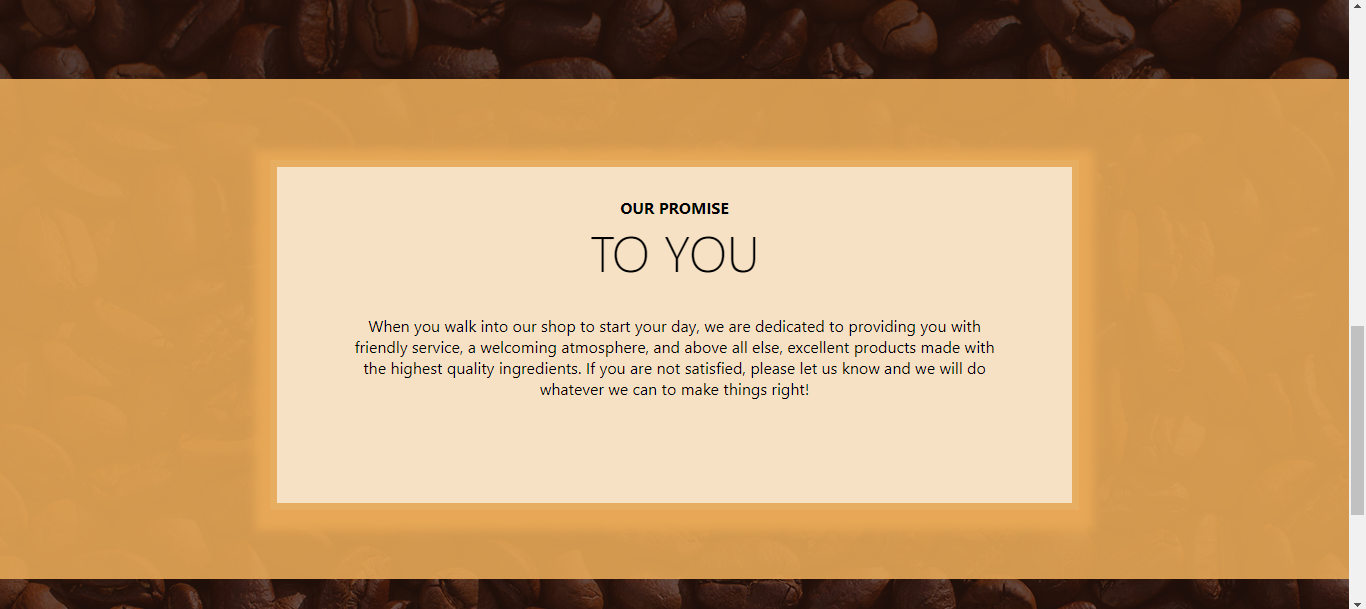 OUR PROMISE
TO YOU
When you walk into our shop to start your day, we are dedicated to providing you with
friendly service, a welcoming atmosphere, and above all else, excellent products made with
the highest quality ingredients. If you are not satisfied, please let us know and we will do
whatever we can to make things right!